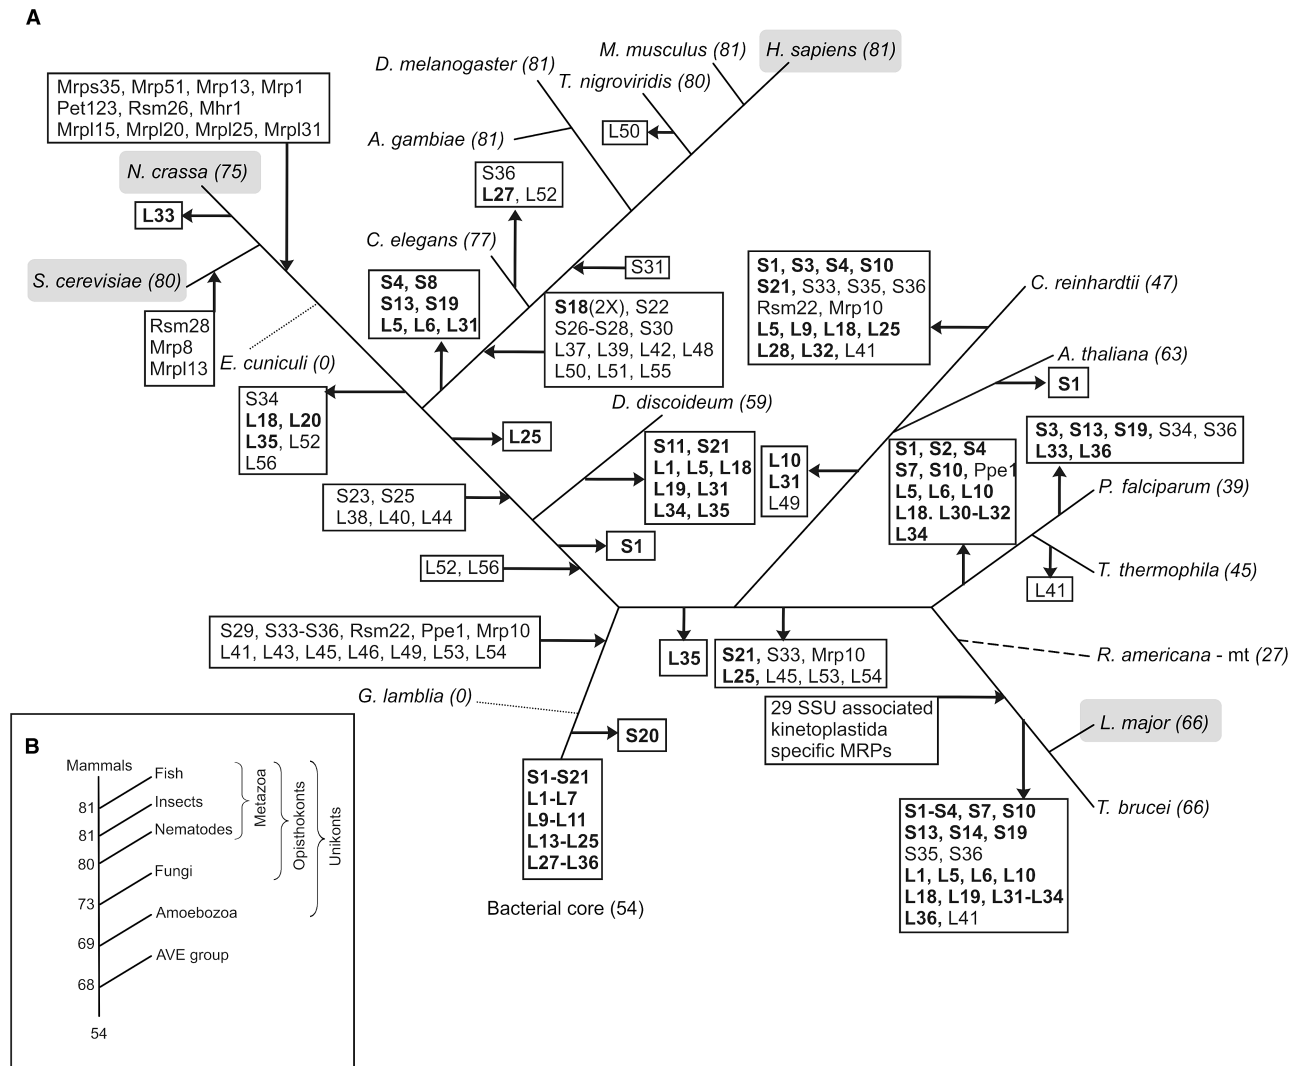 A
M. musculus (81)
H. sapiens (81)
D. melanogaster (81)
T. nigroviridis (80)
Mrps35, Mrp51, Mrp13, Mrp1
Pet123, Rsm26, Mhr1
Mrpl15, Mrpl20, Mrpl25, Mrpl31
L50
A. gambiae (81)
N. crassa (75)
S36
L27, L52
L33
C. elegans (77)
S. cerevisiae (80)
S4, S8
S13, S19
L5, L6, L31
S31
S1, S3, S4, S10
S21, S33, S35, S36
Rsm22, Mrp10
L5, L9, L18, L25
L28, L32, L41
C. reinhardtii (47)
S18(2X), S22
S26-S28, S30
L37, L39, L42, L48
L50, L51, L55
Rsm28
Mrp8
Mrpl13
E. cuniculi (0)
A. thaliana (63)
S1
S34
L18, L20
L35, L52
L56
D. discoideum (59)
L25
S11, S21
L1, L5, L18
L19, L31
L34, L35
L10
L31
L49
S1, S2, S4
S7, S10, Ppe1
L5, L6, L10
L18. L30-L32
L34
S3, S13, S19, S34, S36
L33, L36
P. falciparum (39)
S23, S25
L38, L40, L44
S1
L52, L56
T. thermophila (45)
L41
S29, S33-S36, Rsm22, Ppe1, Mrp10
L41, L43, L45, L46, L49, L53, L54
L35
S21, S33, Mrp10
L25, L45, L53, L54
R. americana - mt (27)
G. lamblia (0)
29 SSU associated
kinetoplastida
specific MRPs
L. major (66)
S20
S1-S21
L1-L7
L9-L11
L13-L25
L27-L36
Bacterial core (54)
T. brucei (66)
S1-S4, S7, S10
S13, S14, S19
S35, S36
L1, L5, L6, L10
L18, L19, L31-L34
L36, L41
B
Mammals
Fish
81
Insects
81
Nematodes
80
Fungi
73
Amoebozoa
69
AVE group
68
54
Metazoa
Opisthokonts
Unikonts